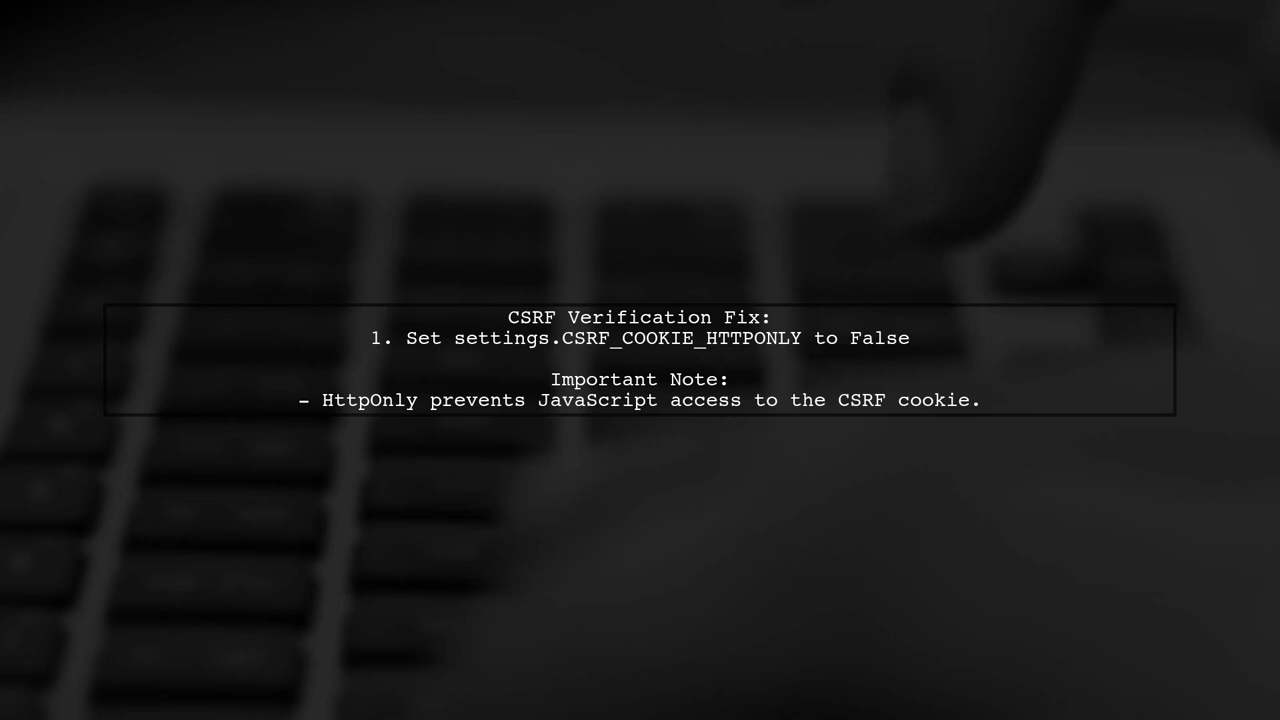 CSRF Verification Fix:
1. Set settings.CSRF_COOKIE_HTTPONLY to False
Important Note:
– HttpOnly prevents JavaScript access to the CSRF cookie.